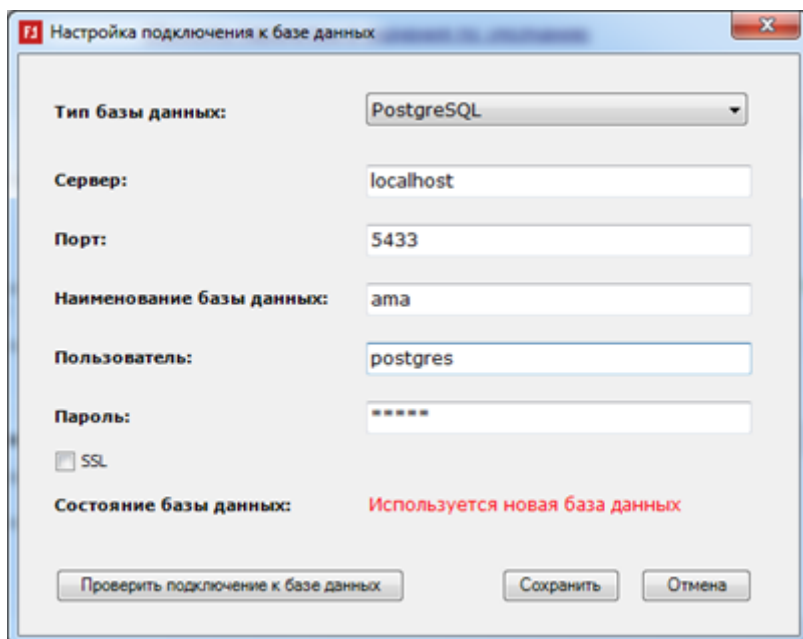 Настройка подключения к базе данных
Тип базы данных: PostgreSQL
Сервер: localhost
Порт: 5433
Наименование базы данных: ama
Пользователь: postgres
Пароль: *****
SSL
Состояние базы данных: Используется новая база данных
Проверить подключение к базе данных Сохранить Отмена